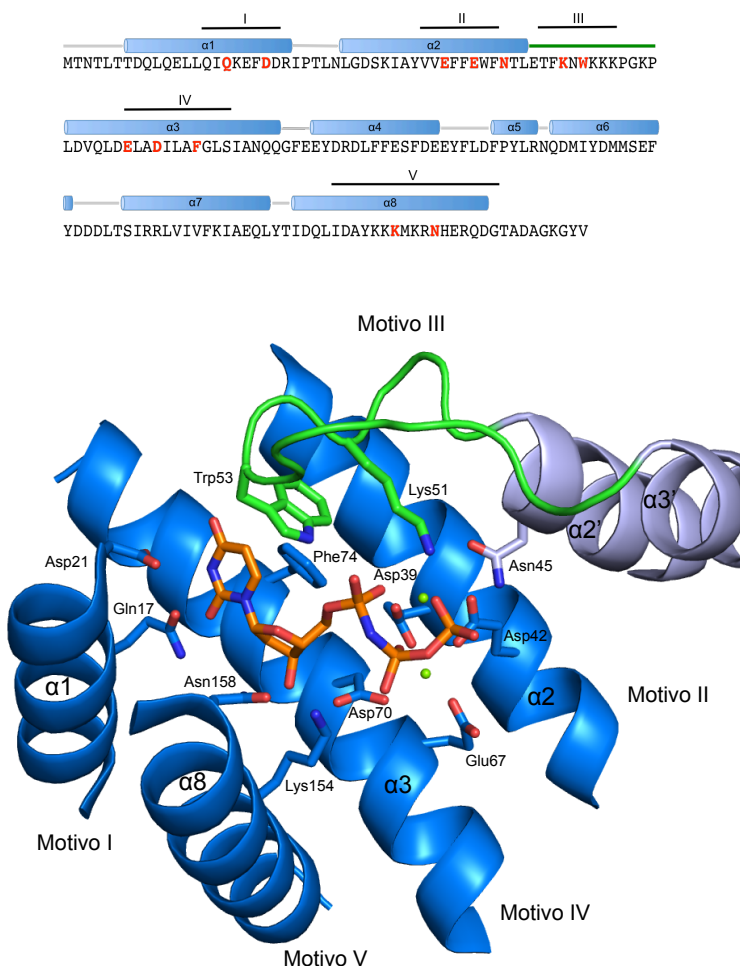 I II III
α1 α2
MTNTLTTDQLQELLQIQKEFDDRIPTLNLGDSKIAYVVEFFEWFNTLETFKNWKKKPGKP
IV
α3 α4 α5 α6
LDVQLDELADILAFGLSIANQQGFEEYDRDLFFESFDEEYFLDFPYLRNQDMIYDMMSEF
V
α7 α8
YDDDLTSIRRLVIVFKIAEQLYTIDQLIDAYKKKMKRNHERQDGTADAGKGYV
Motivo III
Trp53
Lys51
α3'
α2'
Asp21
Phe74
Asp39
Asn45
Gln17
Asp42
α1
Asn158
Asp70
α2
Motivo II
Glu67
α8
Lys154
α3
Motivo I
Motivo IV
Motivo V